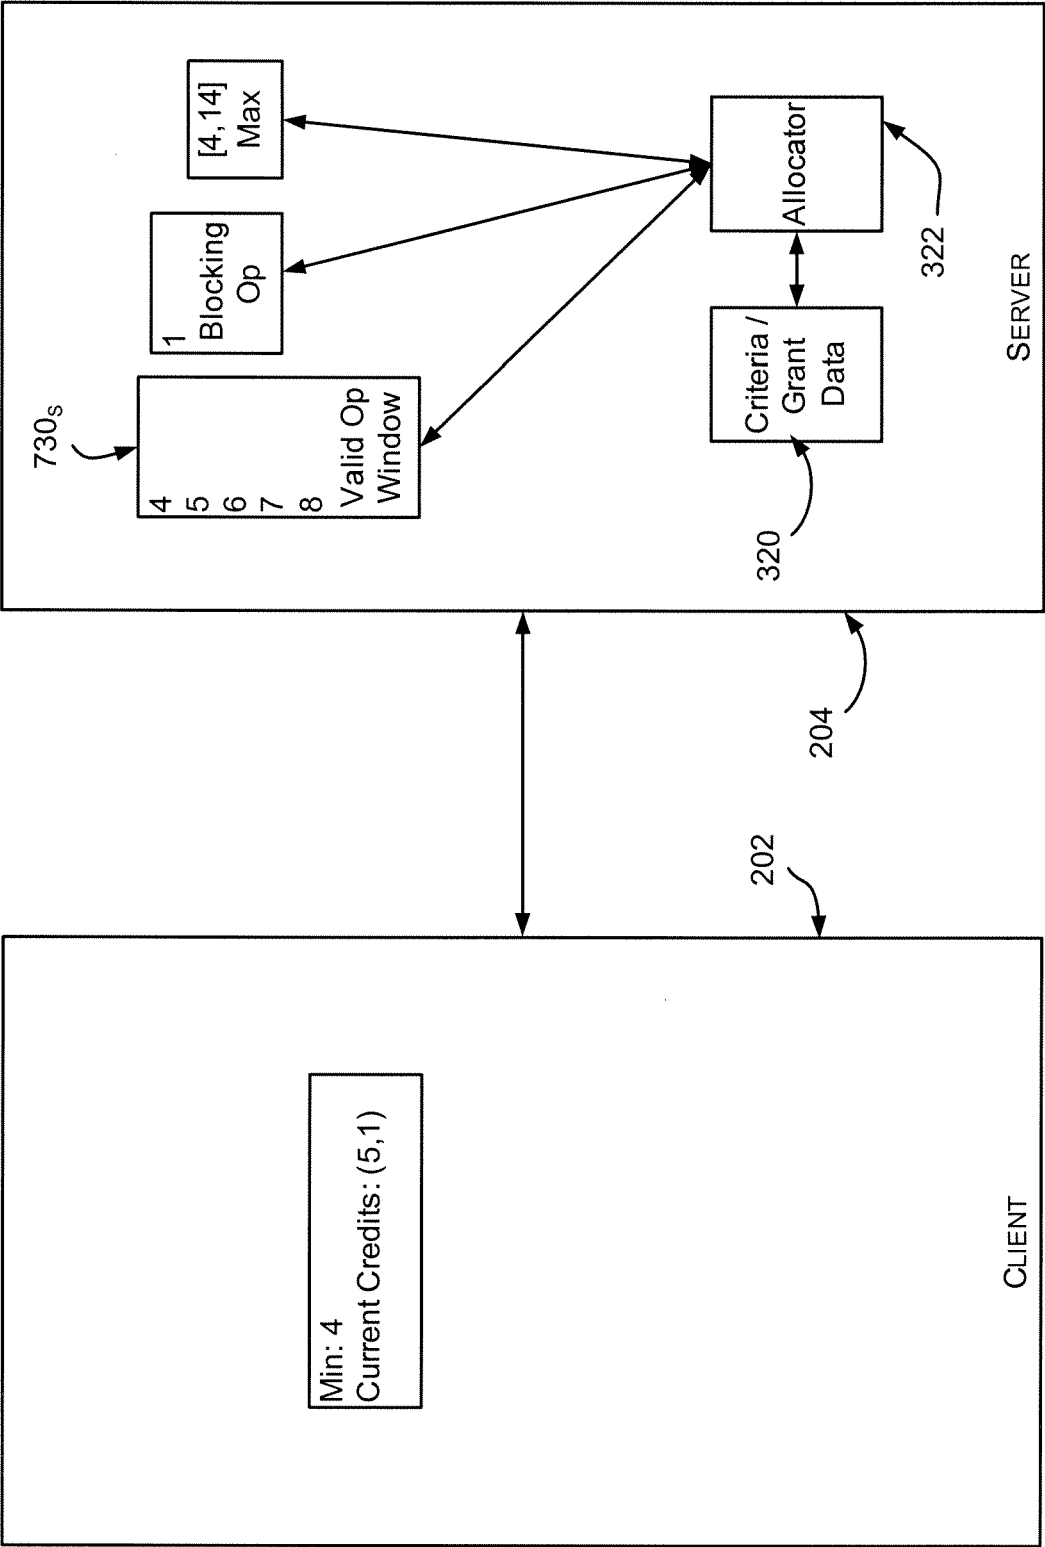 Min: 4
Current Credits: (5,1)
CLIENT
202
204
730S
4
5
6
7
8
Valid Op
Window
1
Blocking
Op
[4,14]
Max
Criteria /
Grant
Data
320
Allocator
322
SERVER